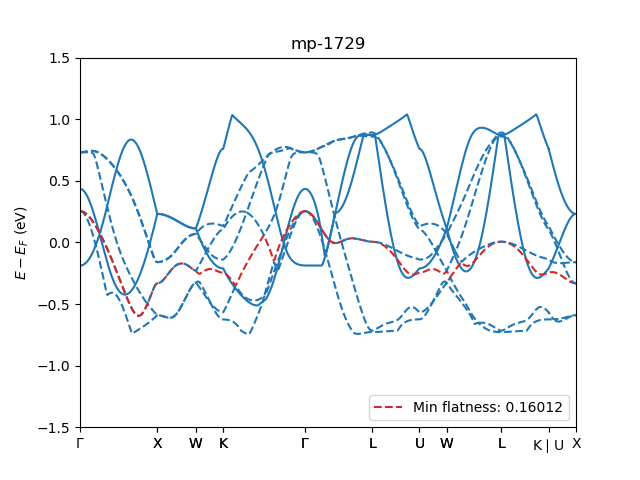 mp-1729
1.5
1.0
0.5
0.0
−0.5
−1.0
−1.5
E − E_F (eV)
Min flatness: 0.16012
Γ X W K Γ L U W L K | U X